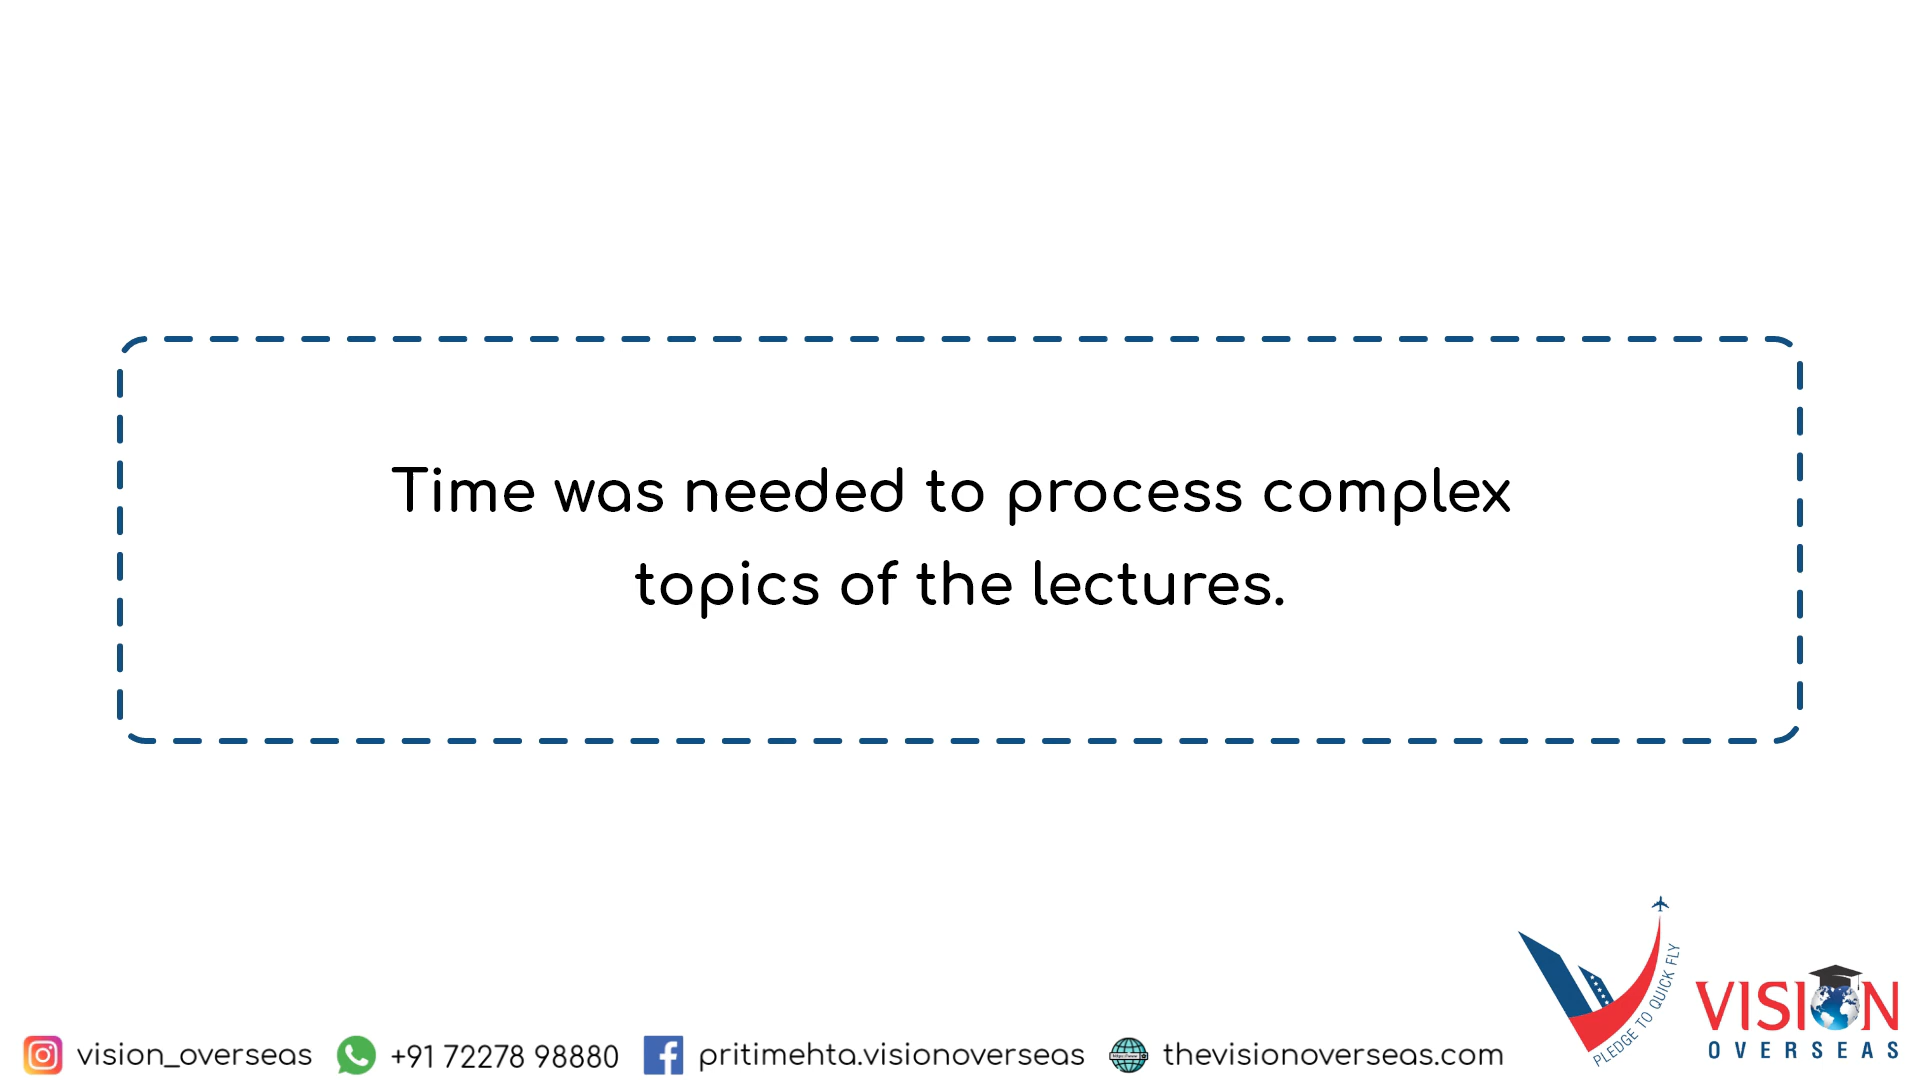 Time was needed to process complex
topics of the lectures.
PLEDGE TO QUICK FLY
VISION
OVERSEAS
vision_overseas +91 72278 98880 pritimehta.visionoverseas thevisionoverseas.com